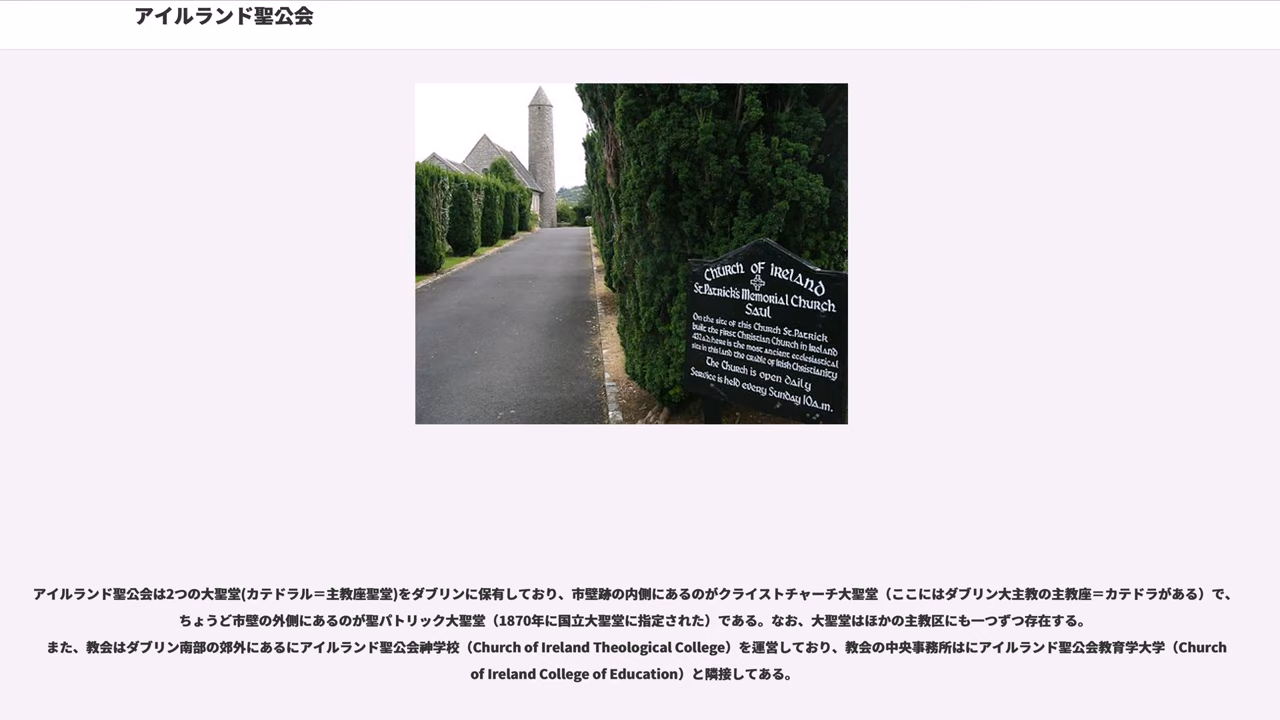 アイルランド聖公会
Church of Ireland
St. Patrick's Memorial Church
Saul
On the site of this Church St. Patrick
built the first Christian Church in Ireland
432 a.d. here is the most ancient ecclesiastical
site in this land the cradle of Irish Christianity
The Church is open daily
Service is held every Sunday 10a.m.
アイルランド聖公会は2つの大聖堂(カテドラル＝主教座聖堂)をダブリンに保有しており、市壁跡の内側にあるのがクライストチャーチ大聖堂（ここにはダブリン大主教の主教座＝カテドラがある）で、
ちょうど市壁の外側にあるのが聖パトリック大聖堂（1870年に国立大聖堂に指定された）である。なお、大聖堂はほかの主教区にも一つずつ存在する。
また、教会はダブリン南部の郊外にあるにアイルランド聖公会神学校（Church of Ireland Theological College）を運営しており、教会の中央事務所はにアイルランド聖公会教育学大学（Church
of Ireland College of Education）と隣接してある。